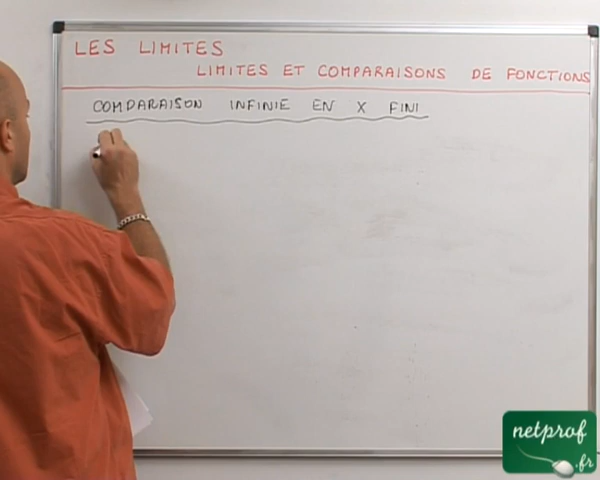 LES LIMITES
LIMITES ET COMPARAISONS DE FONCTIONS
COMPARAISON INFINIE EN X FINI
netprof
.fr